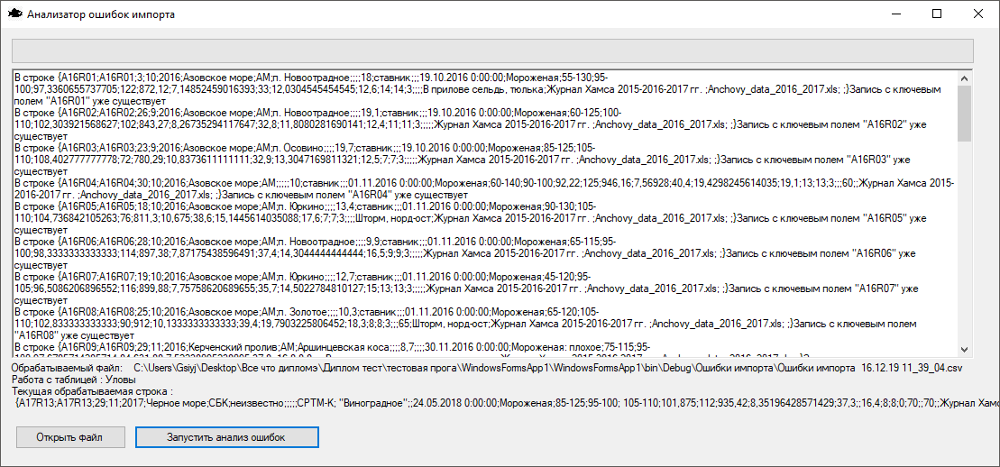 Анализатор ошибок импорта
В строке {A16R01;A16R01;3;10;2016;Азовское море;АМ;п. Новоотрадное;;;;18;ставник;;;19.10.2016 0:00:00;Мороженая;55-130;95-
100;97,3360655737705;122;872,12;7,14852459016393;33;12,0304545454545;12,6;14;14;3;;;;В прилове сельдь, тюлька;Журнал Хамса 2015-2016-2017 гг. ;Anchovy_data_2016_2017.xls; ;}Запись с ключевым
полем "A16R01" уже существует
В строке {A16R02;A16R02;26;9;2016;Азовское море;АМ;п. Новоотрадное;;;;19,1;ставник;;;19.10.2016 0:00:00;Мороженая;60-125;100-
110;102,303921568627;102;843,27;8,26735294117647;32,8;11,8080281690141;12,4;11;11;3;;;;;Журнал Хамса 2015-2016-2017 гг. ;Anchovy_data_2016_2017.xls; ;}Запись с ключевым полем "A16R02" уже
существует
В строке {A16R03;A16R03;23;9;2016;Азовское море;АМ;п. Осовино;;;;19,7;ставник;;;19.10.2016 0:00:00;Мороженая;85-125;105-
110;108,402777777778;72;780,29;10,8373611111111;32,9;13,3047169811321;12,5;7;7;3;;;;;Журнал Хамса 2015-2016-2017 гг. ;Anchovy_data_2016_2017.xls; ;}Запись с ключевым полем "A16R03" уже
существует
В строке {A16R04;A16R04;30;10;2016;Азовское море;АМ;;;;;10;ставник;;;01.11.2016 0:00:00;Мороженая;60-140;90-100;92,22;125;946,16;7,56928;40,4;19,4298245614035;19,1;13;13;3;;;60;;Журнал Хамса 2015-
2016-2017 гг. ;Anchovy_data_2016_2017.xls; ;}Запись с ключевым полем "A16R04" уже существует
В строке {A16R05;A16R05;18;10;2016;Азовское море;АМ;п. Юркино;;;;13,4;ставник;;;01.11.2016 0:00:00;Мороженая;90-130;105-
110;104,736842105263;76;811,3;10,675;38,6;15,1445614035088;17,6;7;7;3;;;;Шторм, норд-ост;Журнал Хамса 2015-2016-2017 гг. ;Anchovy_data_2016_2017.xls; ;}Запись с ключевым полем "A16R05" уже
существует
В строке {A16R06;A16R06;28;10;2016;Азовское море;АМ;п. Новоотрадное;;;;9,9;ставник;;;01.11.2016 0:00:00;Мороженая;65-115;95-
100;98,3333333333333;114;897,38;7,87175438596491;37,4;14,3044444444444;16,5;9;9;3;;;;;Журнал Хамса 2015-2016-2017 гг. ;Anchovy_data_2016_2017.xls; ;}Запись с ключевым полем "A16R06" уже
существует
В строке {A16R07;A16R07;19;10;2016;Азовское море;АМ;п. Юркино;;;;12,7;ставник;;;01.11.2016 0:00:00;Мороженая;45-120;95-
105;96,5086206896552;116;899,88;7,75758620689655;35,7;14,5022784810127;15;13;13;3;;;;;Журнал Хамса 2015-2016-2017 гг. ;Anchovy_data_2016_2017.xls; ;}Запись с ключевым полем "A16R07" уже
существует
В строке {A16R08;A16R08;25;10;2016;Азовское море;АМ;п. Золотое;;;;10,3;ставник;;;01.11.2016 0:00:00;Мороженая;65-120;105-
110;102,833333333333;90;912;10,1333333333333;39,4;19,7903225806452;18,3;8;8;3;;;65;Шторм, норд-ост;Журнал Хамса 2015-2016-2017 гг. ;Anchovy_data_2016_2017.xls; ;}Запись с ключевым полем
"A16R08" уже существует
В строке {A16R09;A16R09;29;11;2016;Керченский пролив;АМ;Аршинцевская коса;;;;8,7;;;;30.11.2016 0:00:00;Мороженая: плохое;75-115;95-
Обрабатываемый файл: C:\Users\Gsiyj\Desktop\Все что дипломэ\Диплом тест\тестовая прога\WindowsFormsApp1\WindowsFormsApp1\bin\Debug\Ошибки импорта\Ошибки импорта 16.12.19 11_39_04.csv
Работа с таблицей : Уловы
Текущая обрабатываемая строка :
{A17R13;A17R13;29;11;2017;Черное море;СБК;неизвестно;;;;;СРТМ-К; "Виноградное";;24.05.2018 0:00:00;Мороженая;85-125;95-100; 105-110;101,875;112;935,42;8,35196428571429;37,3;;16,4;8;8;0;70;;70;;Журнал Хамс
Открыть файл
Запустить анализ ошибок